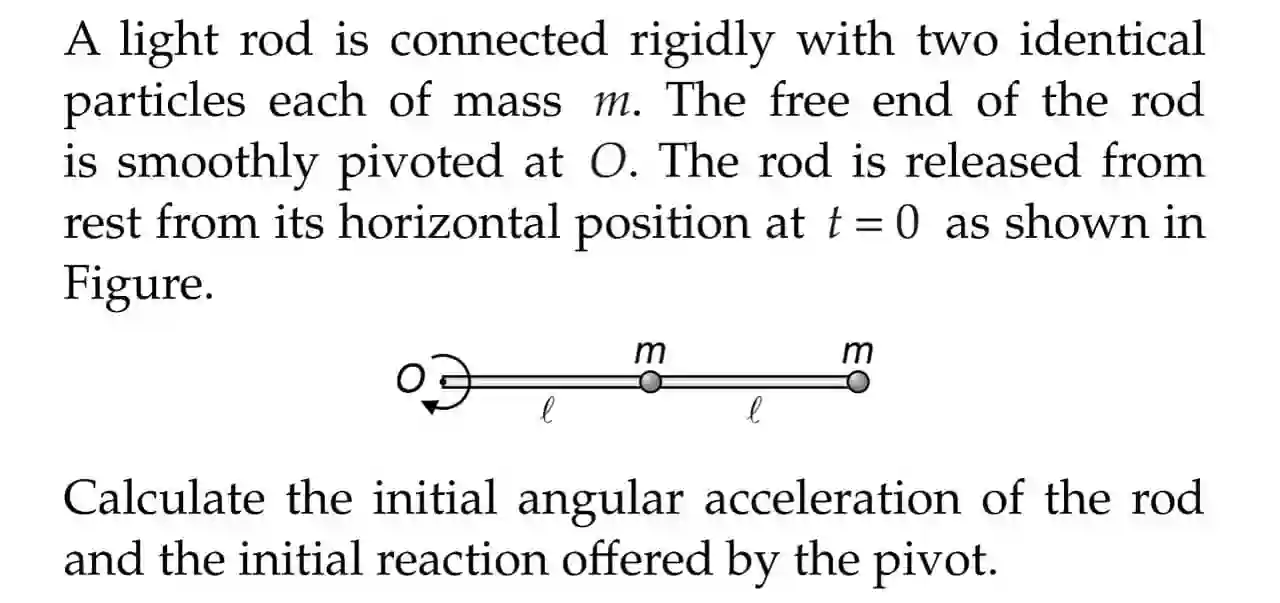 A light rod is connected rigidly with two identical
particles each of mass m. The free end of the rod
is smoothly pivoted at O. The rod is released from
rest from its horizontal position at t = 0 as shown in
Figure.
m m
O
ℓ ℓ
Calculate the initial angular acceleration of the rod
and the initial reaction offered by the pivot.